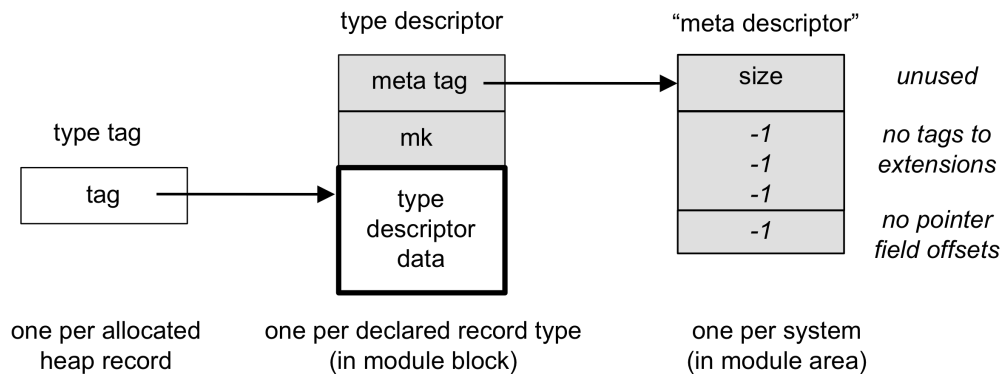 type descriptor
“meta descriptor”
meta tag
size
unused
type tag
mk
-1
-1
-1
no tags to
extensions
tag
type
descriptor
data
-1
no pointer
field offsets
one per allocated
heap record
one per declared record type
(in module block)
one per system
(in module area)